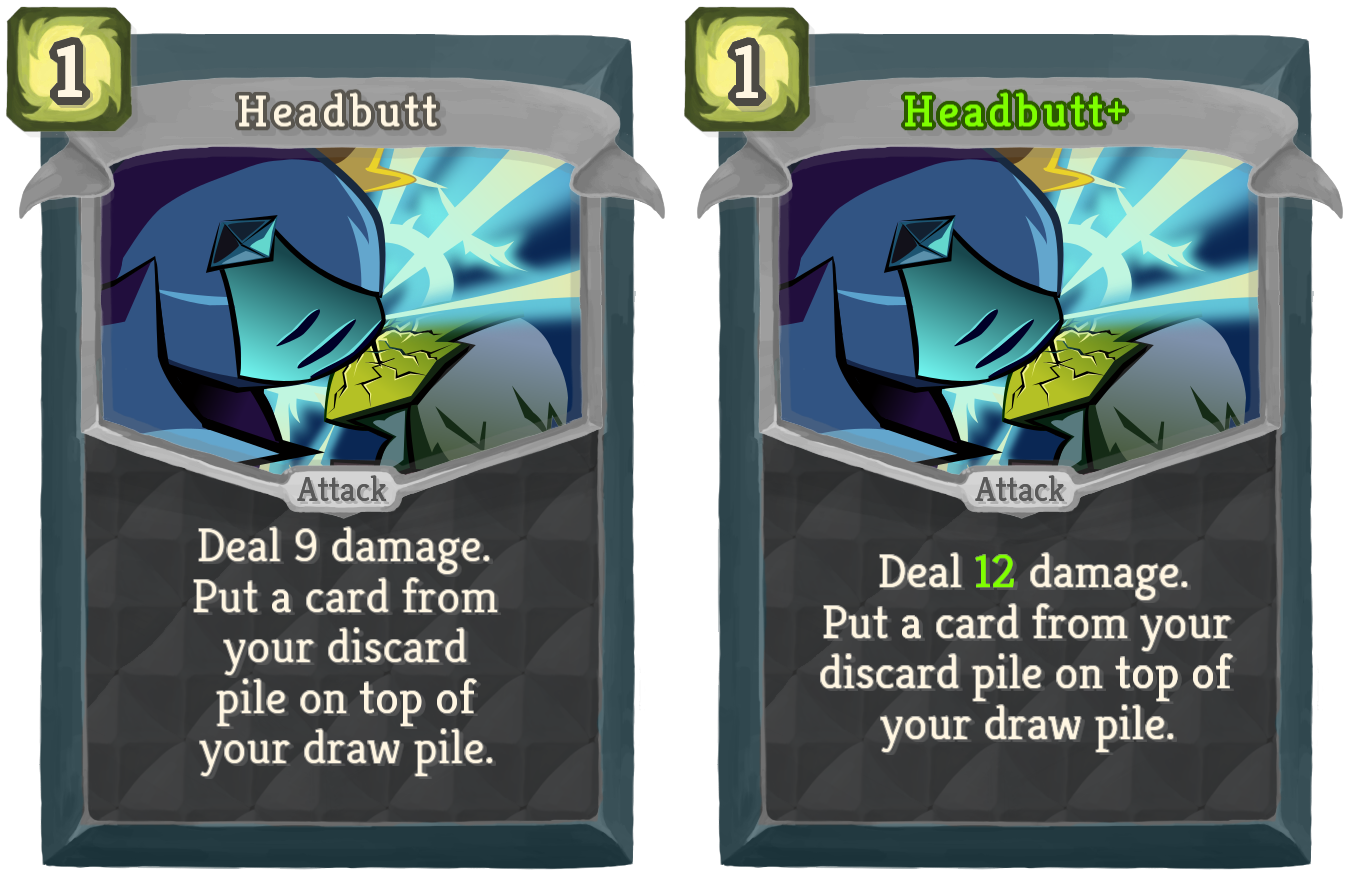 1
Headbutt
Attack
Deal 9 damage.
Put a card from
your discard
pile on top of
your draw pile.
1
Headbutt+
Attack
Deal 12 damage.
Put a card from your
discard pile on top of
your draw pile.